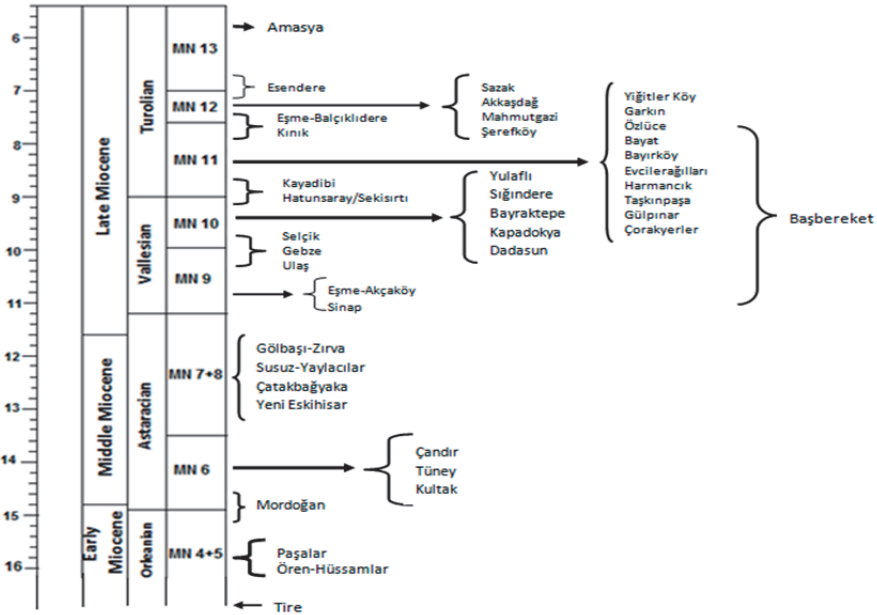 6
7
8
9
10
11
12
13
14
15
16
Late Miocene
Middle Miocene
Early
Miocene
Turolian
Vallesian
Astaracian
Orleanian
MN 13
MN 12
MN 11
MN 10
MN 9
MN 7+8
MN 6
MN 4+5
Amasya
Esendere
Eşme-Balçıklıdere
Kınık
Sazak
Akkaşdağ
Mahmutgazi
Şerefköy
Yiğitler Köy
Garkın
Özlüce
Bayat
Bayırköy
Evcilerağılları
Harmancık
Taşkınpaşa
Gülpınar
Çorakyerler
Başbereket
Kayadibi
Hatunsaray/Sekisırtı
Yulaflı
Sığındere
Bayraktepe
Kapadokya
Dadasun
Selçik
Gebze
Ulaş
Eşme-Akçaköy
Sinap
Gölbaşı-Zırva
Susuz-Yaylacılar
Çatakbağyaka
Yeni Eskihisar
Çandır
Tüney
Kultak
Mordoğan
Paşalar
Ören-Hüssamlar
Tire